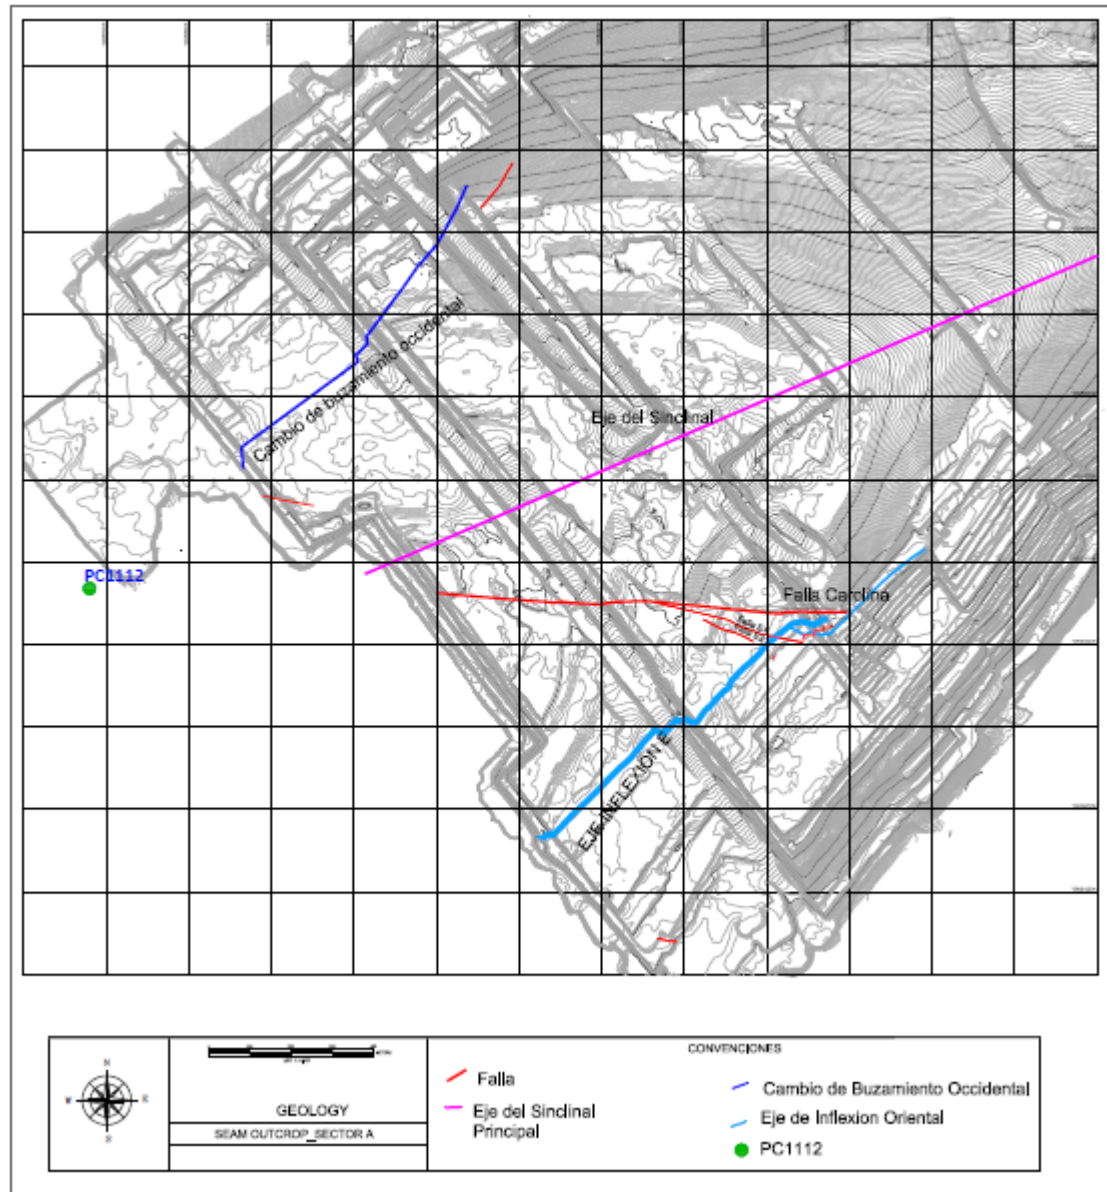 Cambio de buzamiento occidental
Eje del Sinclinal
PC1112
Falla Carolina
EJE INFLEXION E
N
W
E
S
GEOLOGY
SEAM OUTCROP_SECTOR A
CONVENCIONES
Falla
Eje del Sinclinal
Principal
Cambio de Buzamiento Occidental
Eje de Inflexion Oriental
PC1112